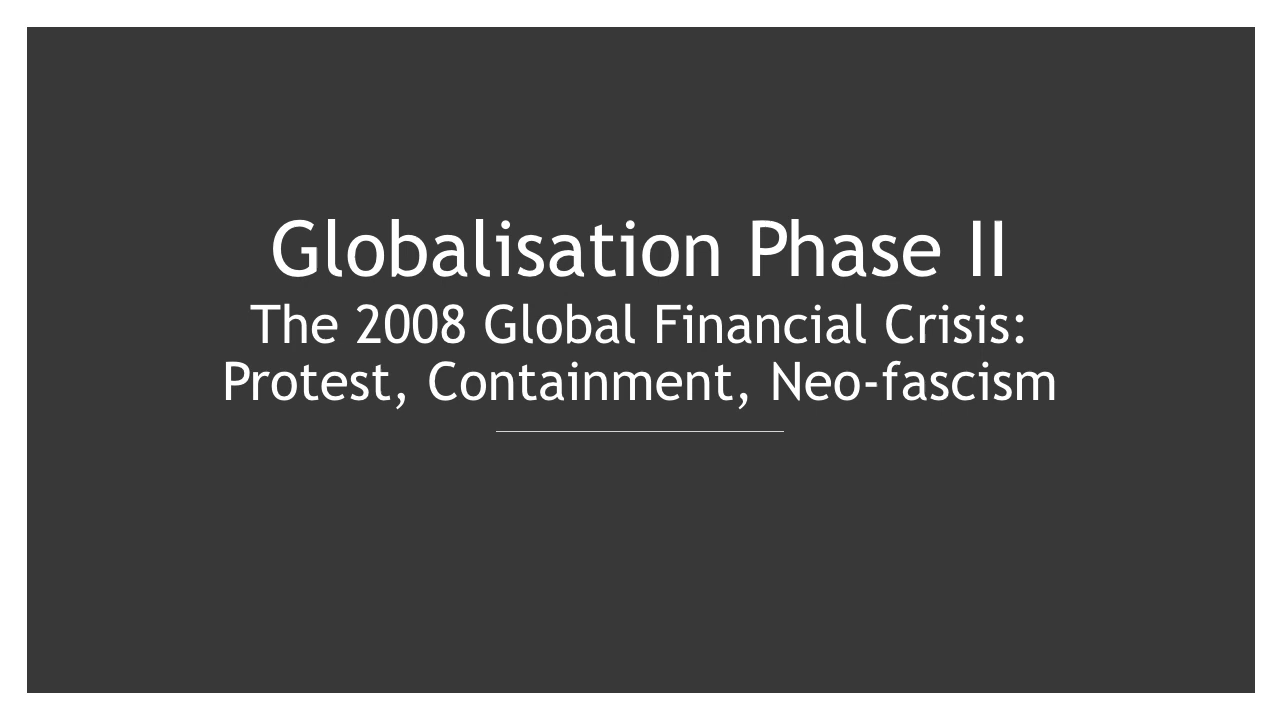 Globalisation Phase II
The 2008 Global Financial Crisis:
Protest, Containment, Neo-fascism